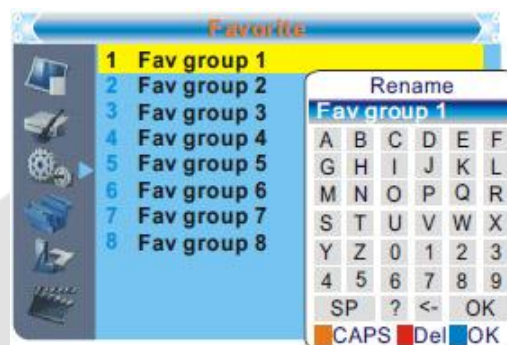 Favorite
1 Fav group 1
2 Fav group 2
3 Fav group 3
4 Fav group 4
5 Fav group 5
6 Fav group 6
7 Fav group 7
8 Fav group 8
Rename
Fav group 1
A B C D E F
G H I J K L
M N O P Q R
S T U V W X
Y Z 0 1 2 3
4 5 6 7 8 9
SP ? <- OK
CAPS Del OK